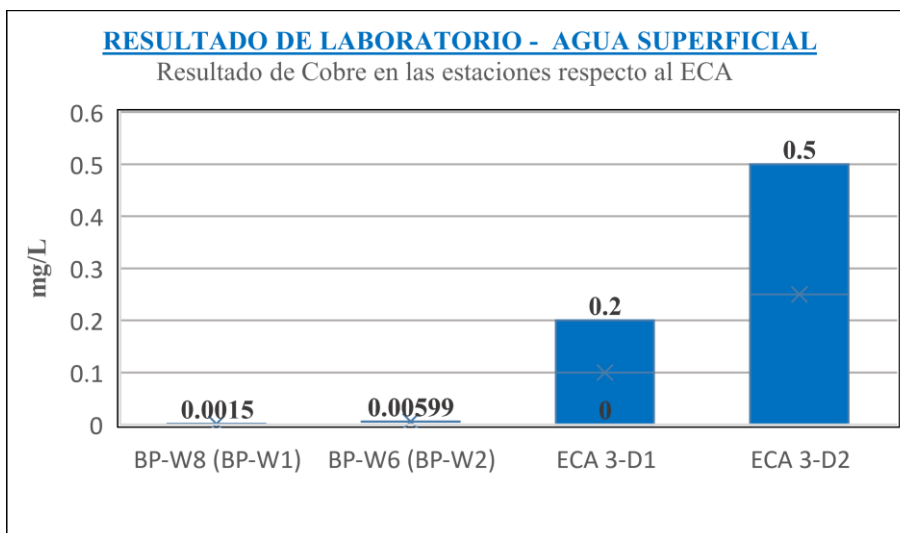 RESULTADO DE LABORATORIO - AGUA SUPERFICIAL
Resultado de Cobre en las estaciones respecto al ECA
0.6
0.5
0.4
0.3
0.2
0.1
0
mg/L
0.0015
0.00599
0.2
0
0.5
BP-W8 (BP-W1)
BP-W6 (BP-W2)
ECA 3-D1
ECA 3-D2